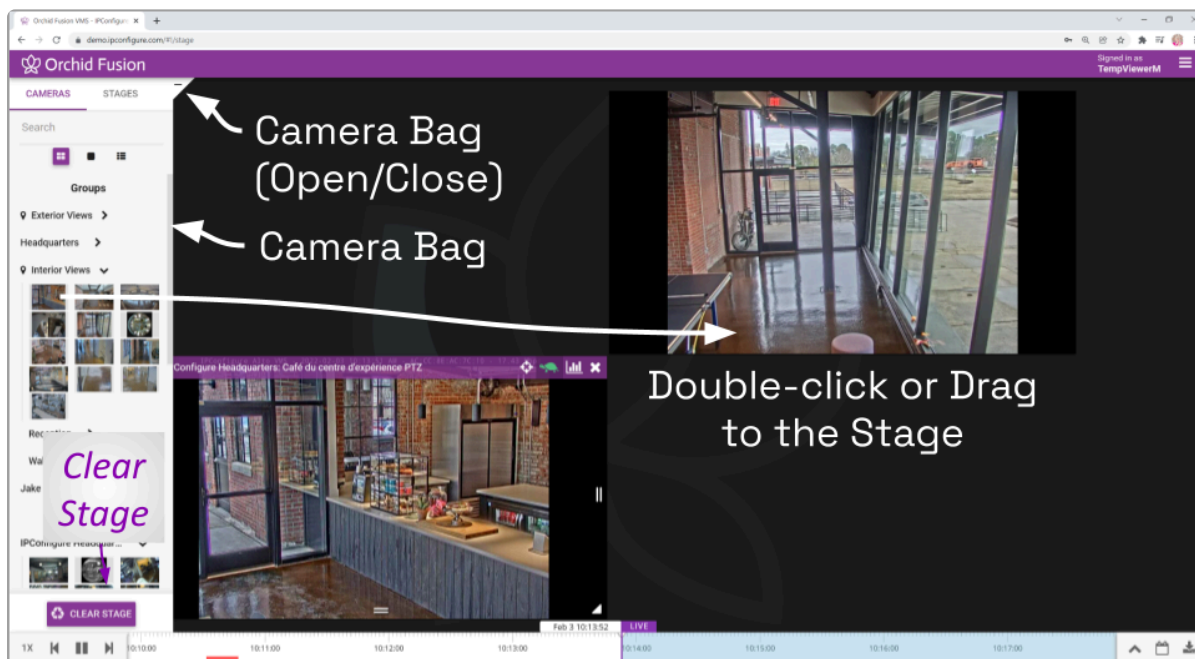 Orchid Fusion VMS - IPConfigur
demo.ipconfigure.com/#!/stage
Orchid Fusion
Signed in as
TempViewerM
CAMERAS STAGES
Search
Groups
Exterior Views
Headquarters
Interior Views
Jake
1X
CLEAR STAGE
Clear
Stage
Camera Bag
(Open/Close)
Camera Bag
Double-click or Drag
to the Stage
Configure Headquarters: Café du centre d'expérience PTZ
Feb 3 10:13:52 LIVE
10:10:00 10:11:00 10:12:00 10:13:00 10:14:00 10:15:00 10:16:00 10:17:00